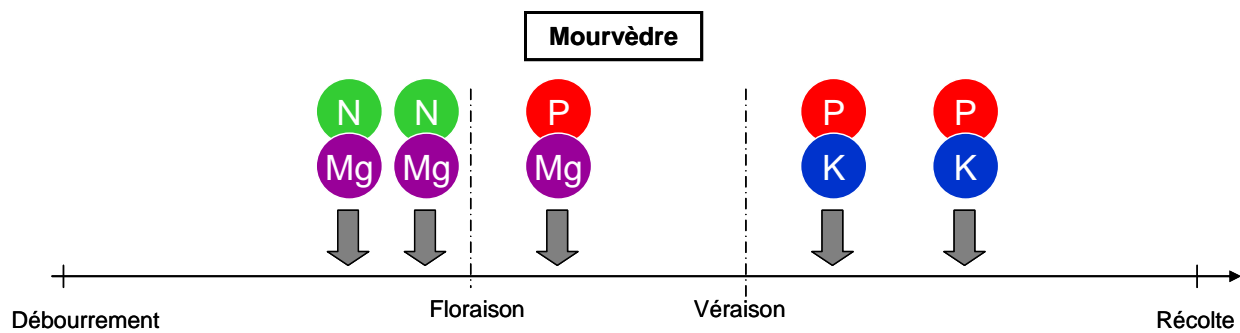 Mourvèdre
N N P P P
Mg Mg Mg K K
Débourrement Floraison Véraison Récolte